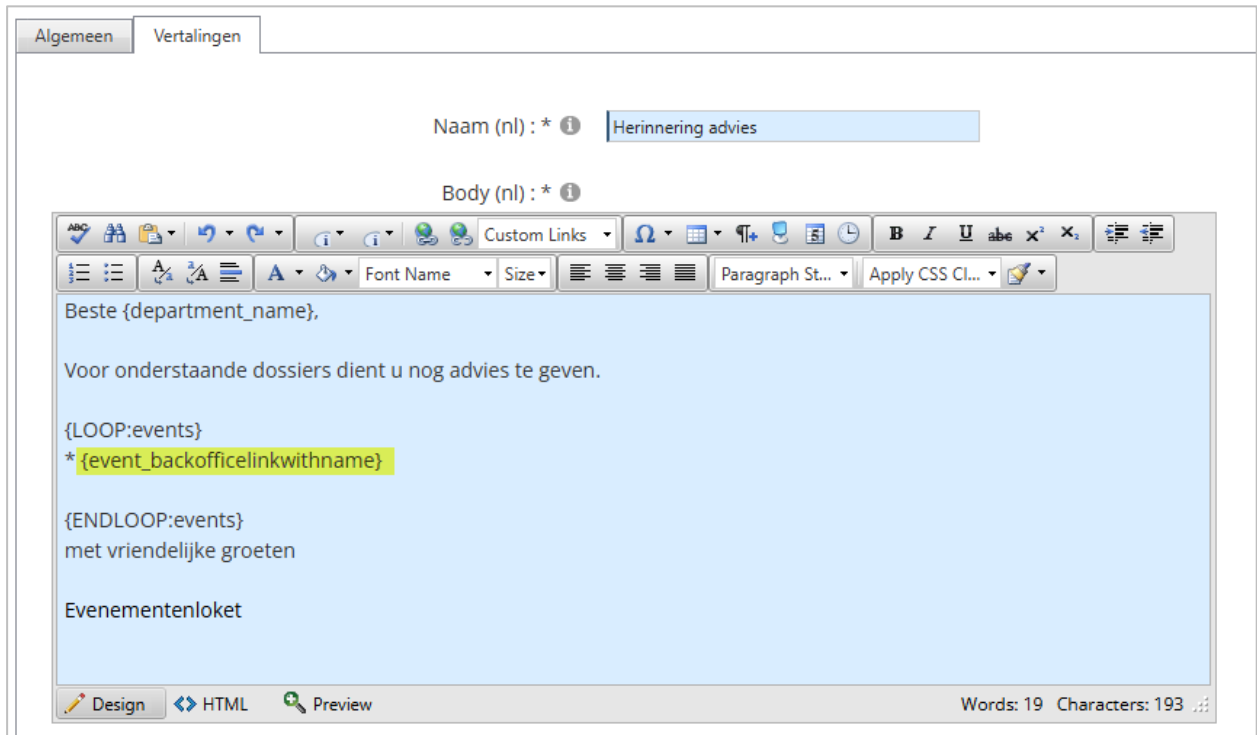 Algemeen Vertalingen
Naam (nl) : * Herinnering advies
Body (nl) : *
Custom Links
Font Name Size Paragraph St... Apply CSS Cl...
Beste {department_name},
Voor onderstaande dossiers dient u nog advies te geven.
{LOOP:events}
* {event_backofficelinkwithname}
{ENDLOOP:events}
met vriendelijke groeten
Evenementenloket
Design HTML Preview Words: 19 Characters: 193